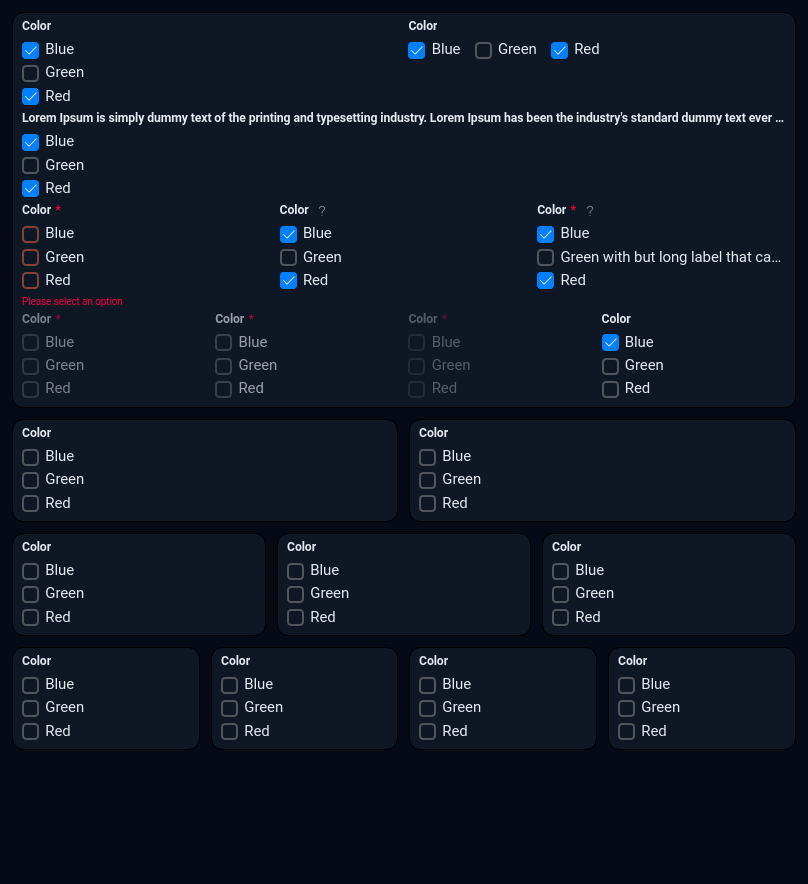 Color Color
Blue Blue Green Red
Green
Red
Lorem Ipsum is simply dummy text of the printing and typesetting industry. Lorem Ipsum has been the industry's standard dummy text ever ...
Blue
Green
Red
Color * Color ? Color * ?
Blue Blue Blue
Green Green Green with but long label that ca...
Red Red Red
Please select an option
Color * Color * Color * Color
Blue Blue Blue Blue
Green Green Green Green
Red Red Red Red
Color Color
Blue Blue
Green Green
Red Red
Color Color Color
Blue Blue Blue
Green Green Green
Red Red Red
Color Color Color Color
Blue Blue Blue Blue
Green Green Green Green
Red Red Red Red